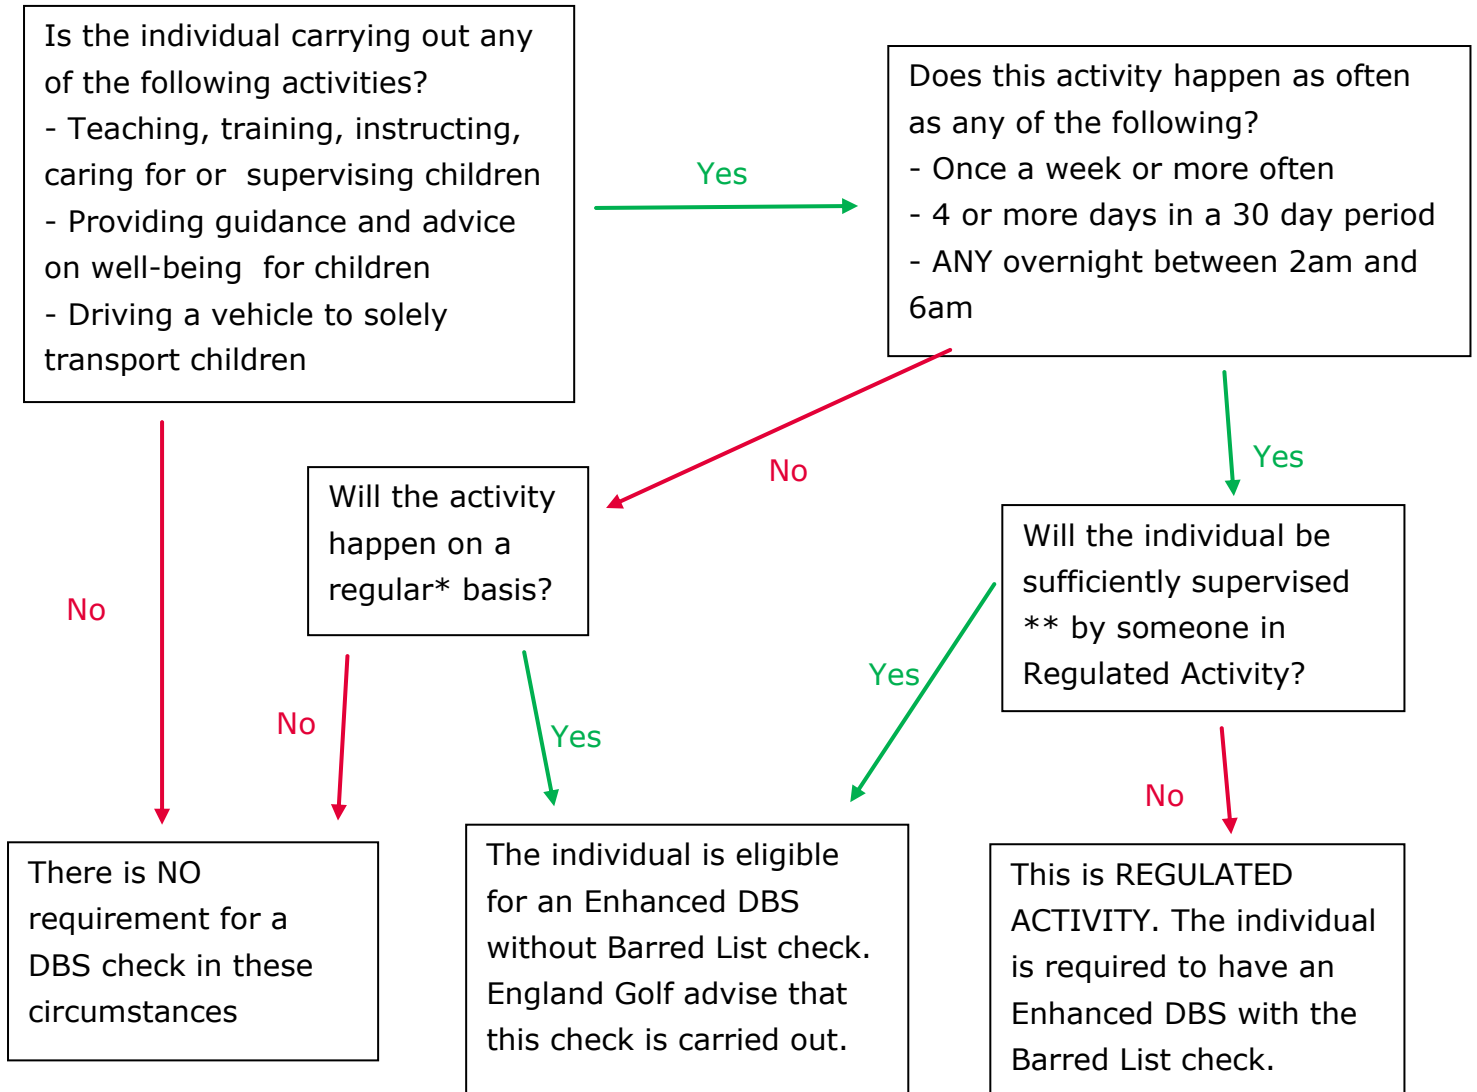 Is the individual carrying out any
of the following activities?
- Teaching, training, instructing,
caring for or supervising children
- Providing guidance and advice
on well-being for children
- Driving a vehicle to solely
transport children
Yes
Does this activity happen as often
as any of the following?
- Once a week or more often
- 4 or more days in a 30 day period
- ANY overnight between 2am and
6am
No
No
Yes
Will the activity
happen on a
regular* basis?
Will the individual be
sufficiently supervised
** by someone in
Regulated Activity?
No
Yes
Yes
No
There is NO
requirement for a
DBS check in these
circumstances
The individual is eligible
for an Enhanced DBS
without Barred List check.
England Golf advise that
this check is carried out.
This is REGULATED
ACTIVITY. The individual
is required to have an
Enhanced DBS with the
Barred List check.